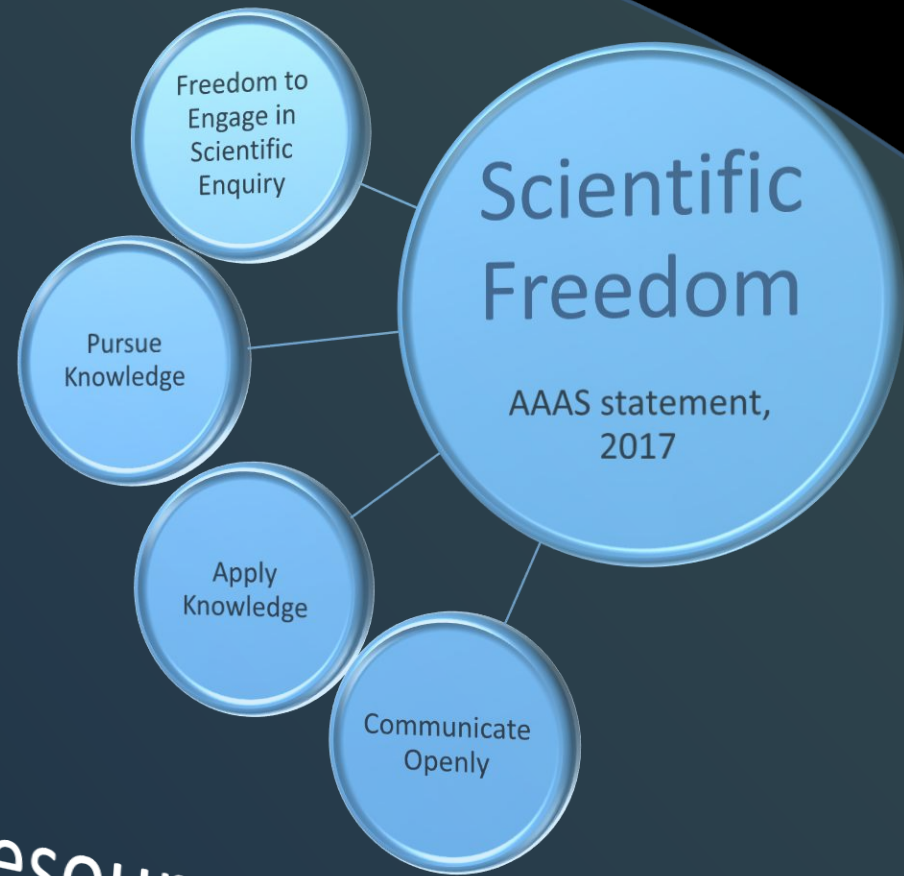 Freedom to
Engage in
Scientific
Enquiry
Scientific
Freedom
AAAS statement,
2017
Pursue
Knowledge
Apply
Knowledge
Communicate
Openly